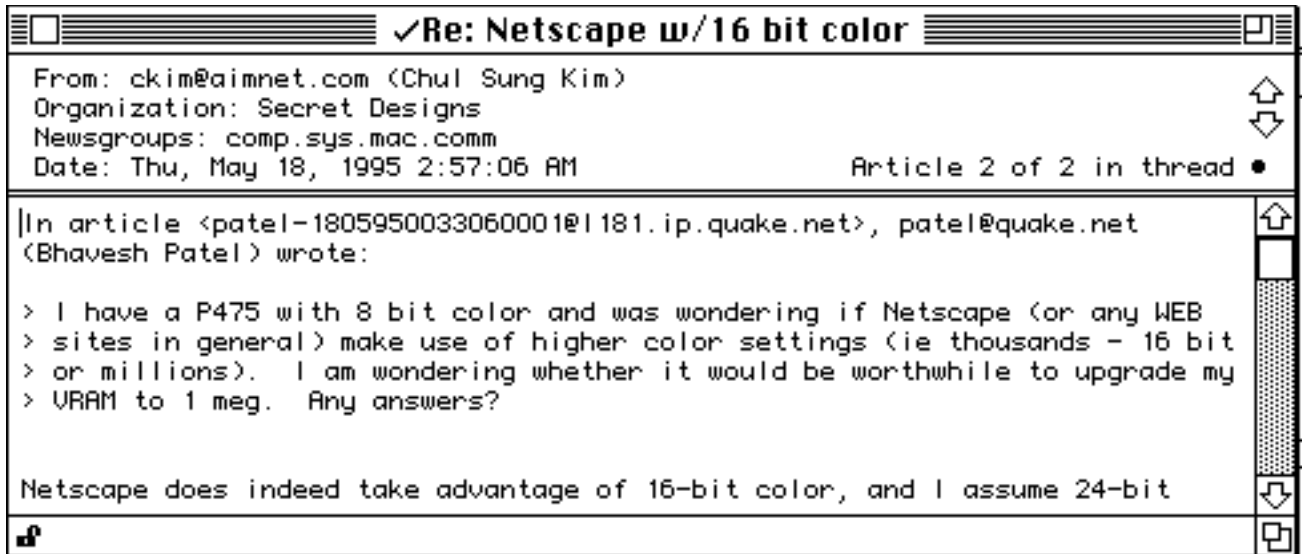 ✓Re: Netscape w/16 bit color
From: ckim@aimnet.com (Chul Sung Kim)
Organization: Secret Designs
Newsgroups: comp.sys.mac.comm
Date: Thu, May 18, 1995 2:57:06 AM Article 2 of 2 in thread •
In article <patel-1805950033060001@l181.ip.quake.net>, patel@quake.net
(Bhavesh Patel) wrote:
> I have a P475 with 8 bit color and was wondering if Netscape (or any WEB
> sites in general) make use of higher color settings (ie thousands - 16 bit
> or millions).  I am wondering whether it would be worthwhile to upgrade my
> VRAM to 1 meg.  Any answers?
Netscape does indeed take advantage of 16-bit color, and I assume 24-bit